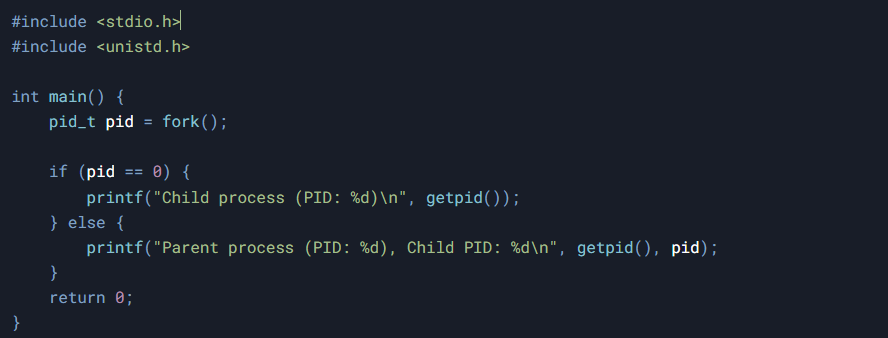 #include <stdio.h>
#include <unistd.h>
int main() {
pid_t pid = fork();
if (pid == 0) {
printf("Child process (PID: %d)\n", getpid());
} else {
printf("Parent process (PID: %d), Child PID: %d\n", getpid(), pid);
}
return 0;
}